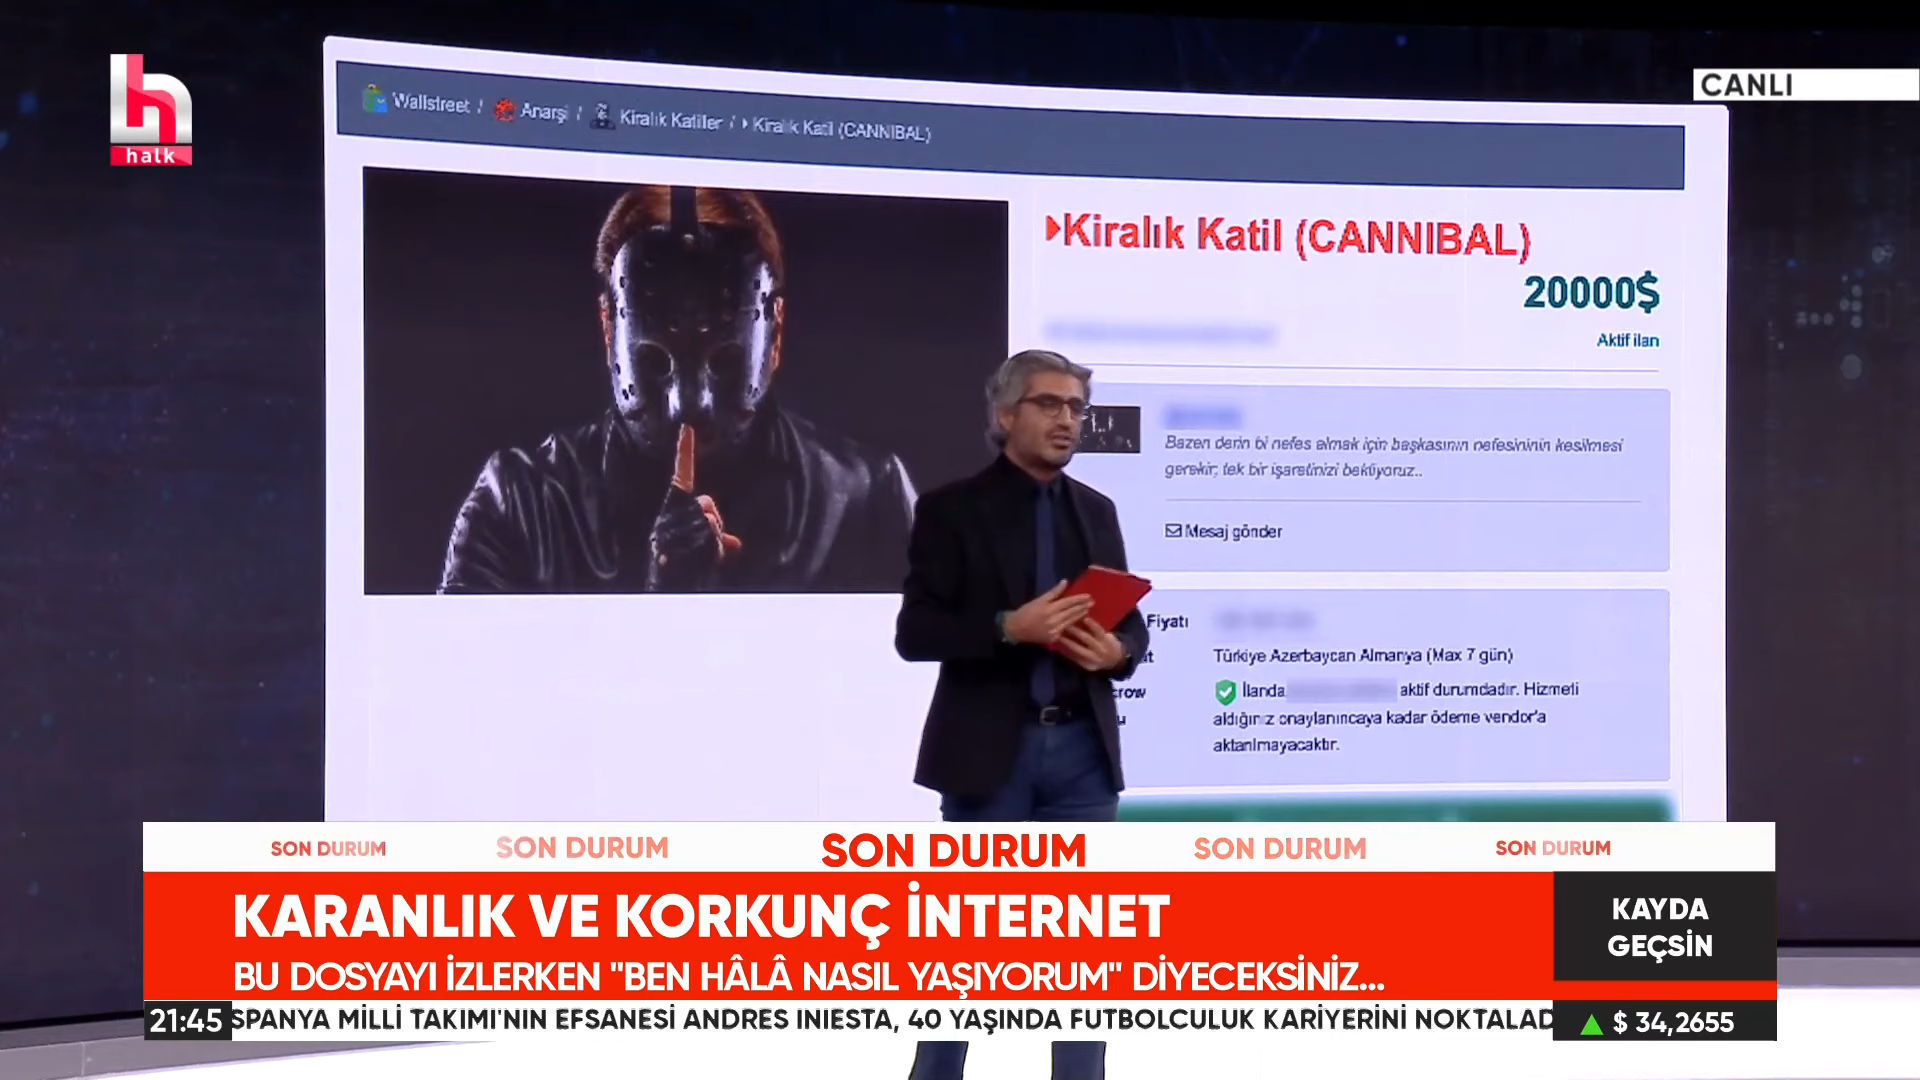 h
halk
CANLI
Wallstreet / Anarşi / Kiralık Katiller / Kiralık Katil (CANNIBAL)
Kiralık Katil (CANNIBAL)
20000$
Aktif ilan
Bazen derin bi nefes almak için başkasının nefesininin kesilmesi
gerekir, tek bir işaretinizi bekliyoruz..
Mesaj gönder
Fiyatı
Türkiye Azerbaycan Almanya (Max 7 gün)
İlanda aktif durumdadır. Hizmeti
aldığınız onaylanıncaya kadar ödeme vendor'a
aktarılmayacaktır.
SON DURUM SON DURUM SON DURUM SON DURUM SON DURUM
KARANLIK VE KORKUNÇ İNTERNET
BU DOSYAYI İZLERKEN "BEN HÂLÂ NASIL YAŞIYORUM" DİYECEKSİNİZ...
KAYDA
GEÇSİN
21:45 SPANYA MİLLİ TAKIMI'NIN EFSANESİ ANDRES INIESTA, 40 YAŞINDA FUTBOLCULUK KARİYERİNİ NOKTALAD
$ 34,2655